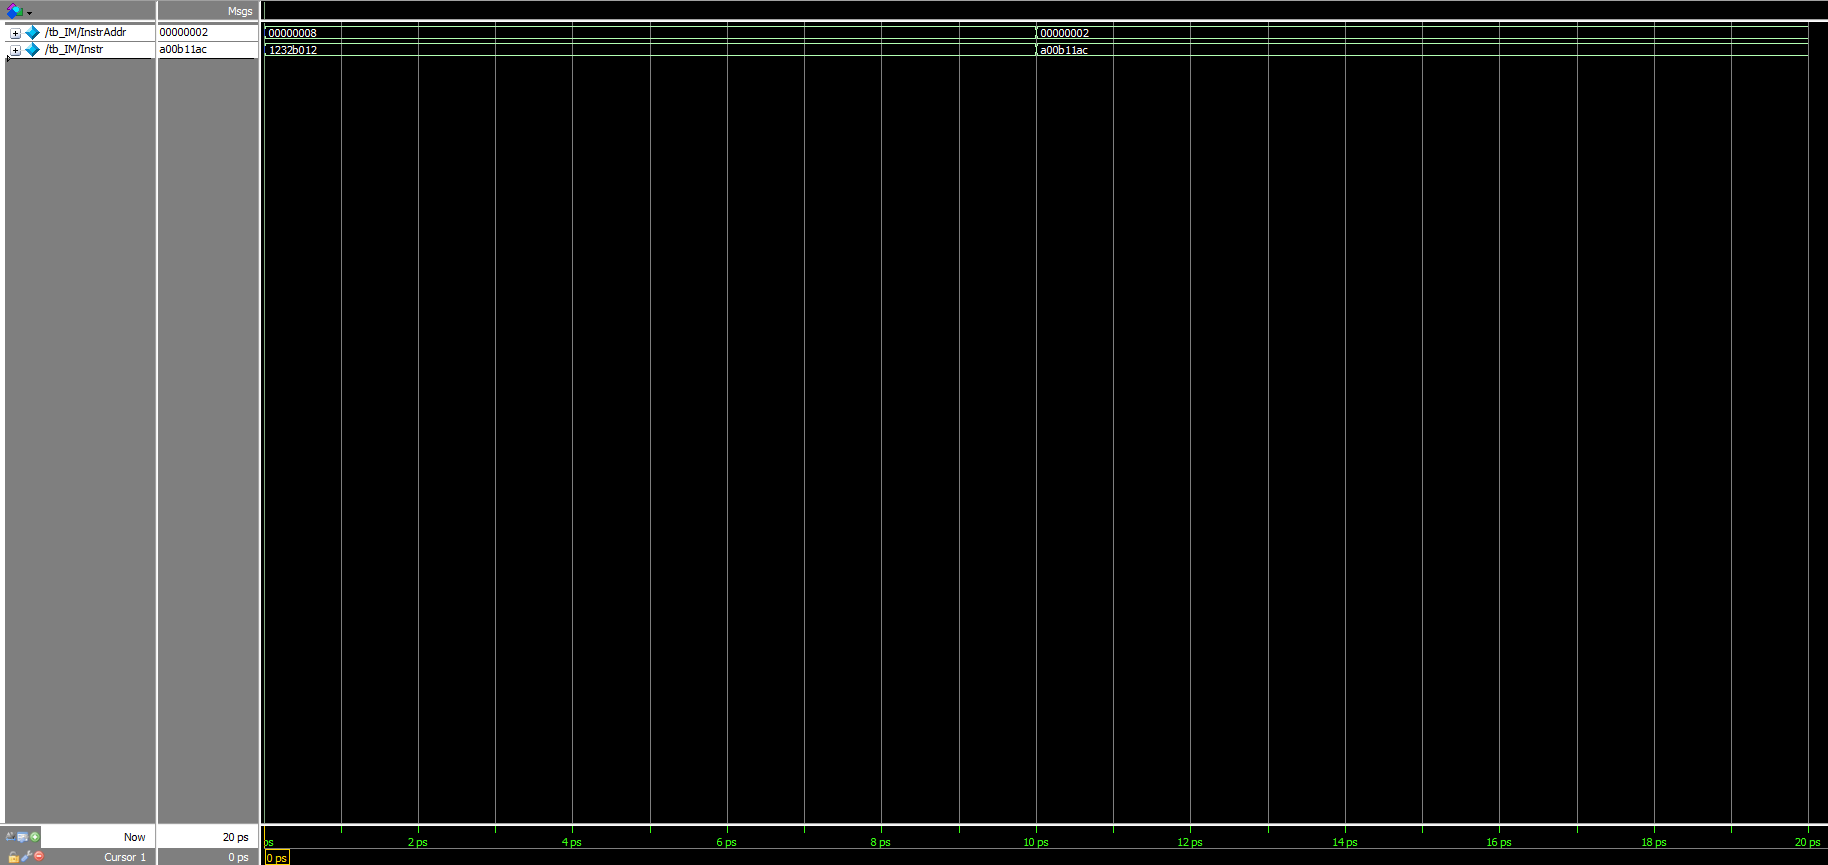 Msgs
/tb_IM/InstrAddr 00000002 00000008 00000002
/tb_IM/Instr a00b11ac 1232b012 a00b11ac
Now 20 ps ps 2 ps 4 ps 6 ps 8 ps 10 ps 12 ps 14 ps 16 ps 18 ps 20 ps
Cursor 1 0 ps 0 ps